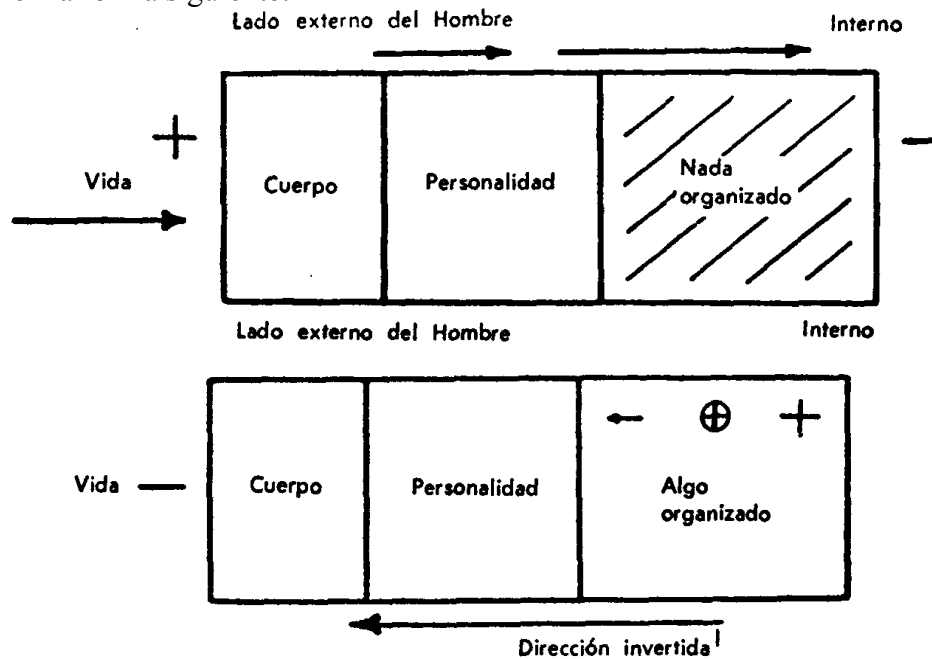 Lado externo del Hombre
Interno
+
-
Vida
Cuerpo
Personalidad
Nada
organizado
Lado externo del Hombre
Interno
+
Vida -
Cuerpo
Personalidad
Algo
organizado
Dirección invertida